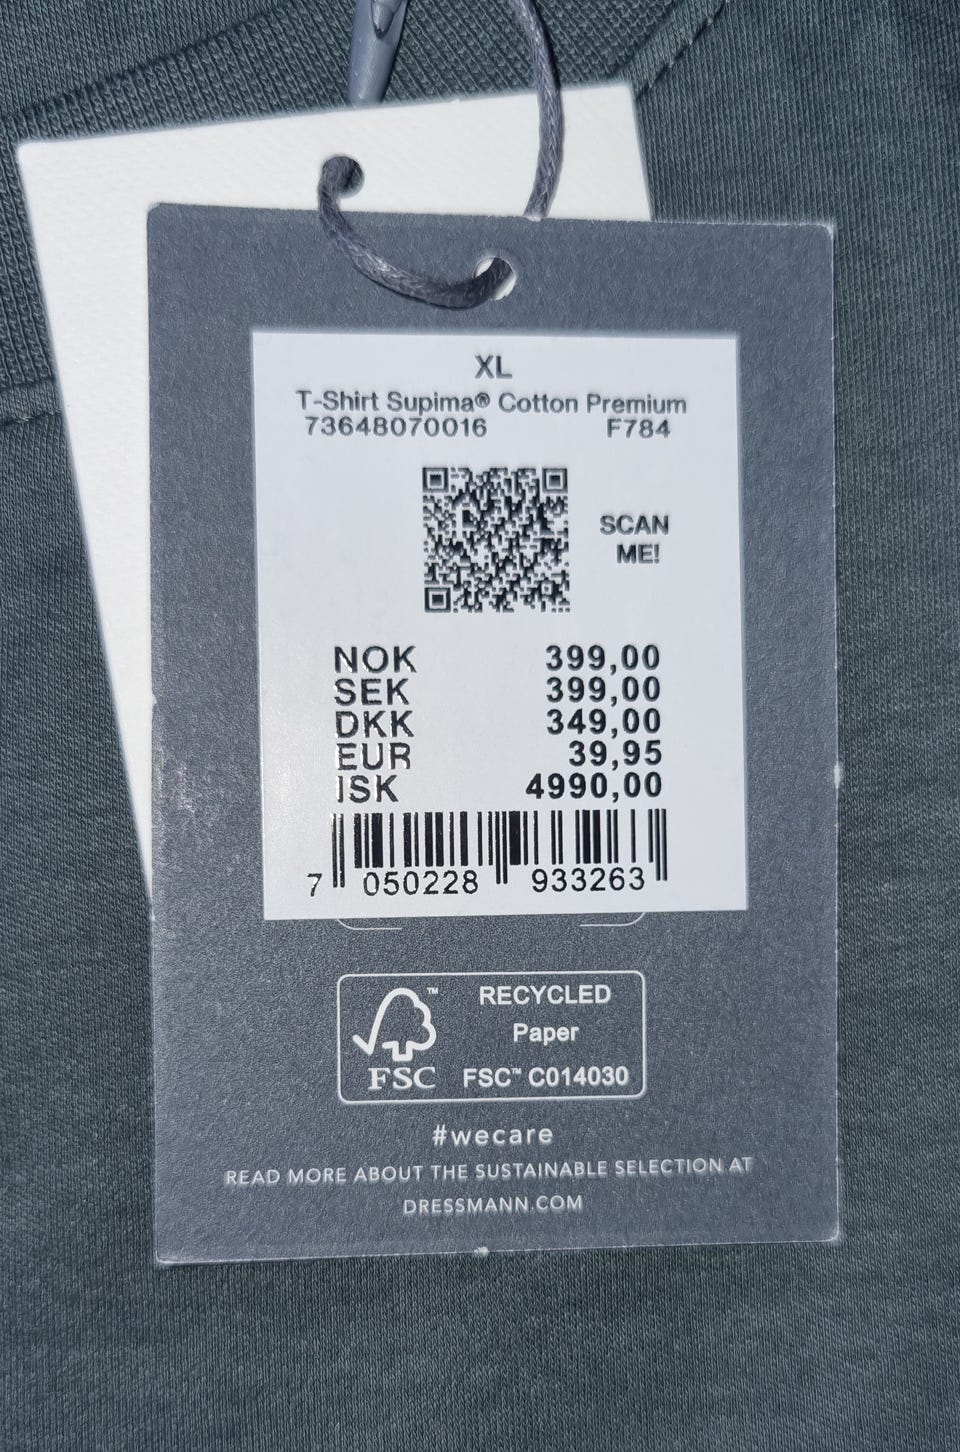 XL
T-Shirt Supima® Cotton Premium
73648070016 F784
SCAN
ME!
NOK 399,00
SEK 399,00
DKK 349,00
EUR 39,95
ISK 4990,00
7 050228 933263
RECYCLED
Paper
FSC™ C014030
™
FSC
#wecare
READ MORE ABOUT THE SUSTAINABLE SELECTION AT
DRESSMANN.COM